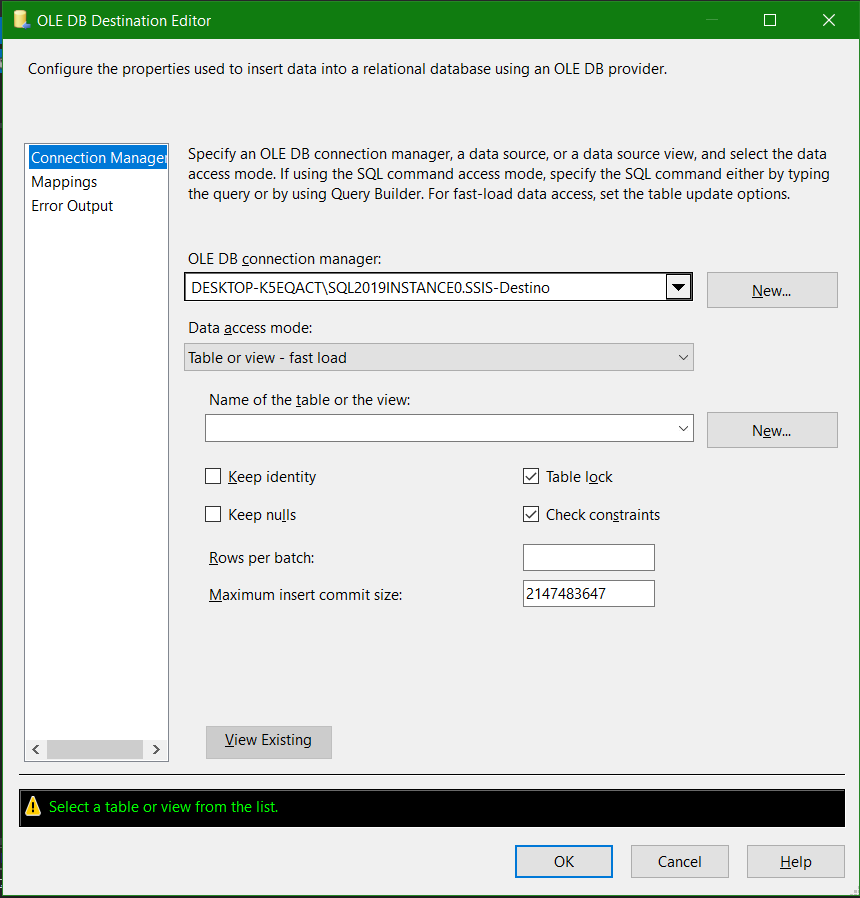 OLE DB Destination Editor
Configure the properties used to insert data into a relational database using an OLE DB provider.
Connection Manager
Mappings
Error Output
Specify an OLE DB connection manager, a data source, or a data source view, and select the data
access mode. If using the SQL command access mode, specify the SQL command either by typing
the query or by using Query Builder. For fast-load data access, set the table update options.
OLE DB connection manager:
DESKTOP-K5EQACT\SQL2019INSTANCE0.SSIS-Destino
New...
Data access mode:
Table or view - fast load
Name of the table or the view:
New...
Keep identity
Table lock
Keep nulls
Check constraints
Rows per batch:
Maximum insert commit size:
2147483647
View Existing
Select a table or view from the list.
OK
Cancel
Help